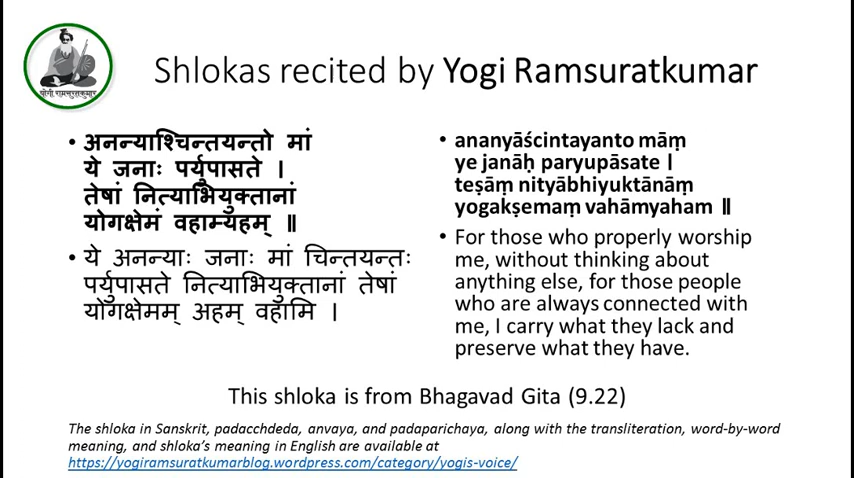 योगी रामसुरतकुमार
Shlokas recited by Yogi Ramsuratkumar
• अनन्याश्चिन्तयन्तो मां
ये जनाः पर्युपासते ।
तेषां नित्याभियुक्तानां
योगक्षेमं वहाम्यहम् ॥
• ये अनन्याः जनाः मां चिन्तयन्तः
पर्युपासते नित्याभियुक्तानां तेषां
योगक्षेमम् अहम् वहामि ।
• ananyāścintayanto māṃ
ye janāḥ paryupāsate |
teṣāṃ nityābhiyuktānāṃ
yogakṣemaṃ vahāmyaham ||
• For those who properly worship
me, without thinking about
anything else, for those people
who are always connected with
me, I carry what they lack and
preserve what they have.
This shloka is from Bhagavad Gita (9.22)
The shloka in Sanskrit, padacchdeda, anvaya, and padaparichaya, along with the transliteration, word-by-word
meaning, and shloka's meaning in English are available at
https://yogiramsuratkumarblog.wordpress.com/category/yogis-voice/